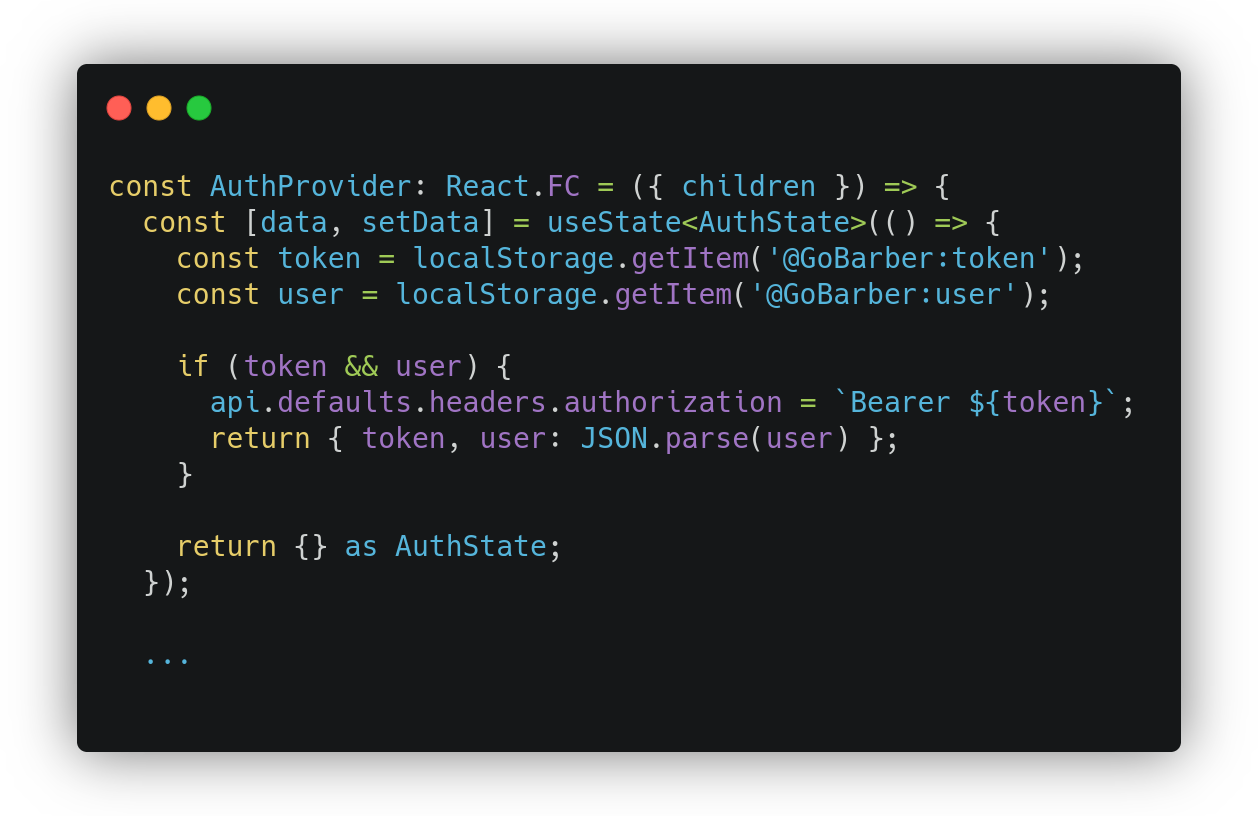 const AuthProvider: React.FC = ({ children }) => {
  const [data, setData] = useState<AuthState>(() => {
    const token = localStorage.getItem('@GoBarber:token');
    const user = localStorage.getItem('@GoBarber:user');

    if (token && user) {
      api.defaults.headers.authorization = `Bearer ${token}`;
      return { token, user: JSON.parse(user) };
    }

    return {} as AuthState;
  });

  ...